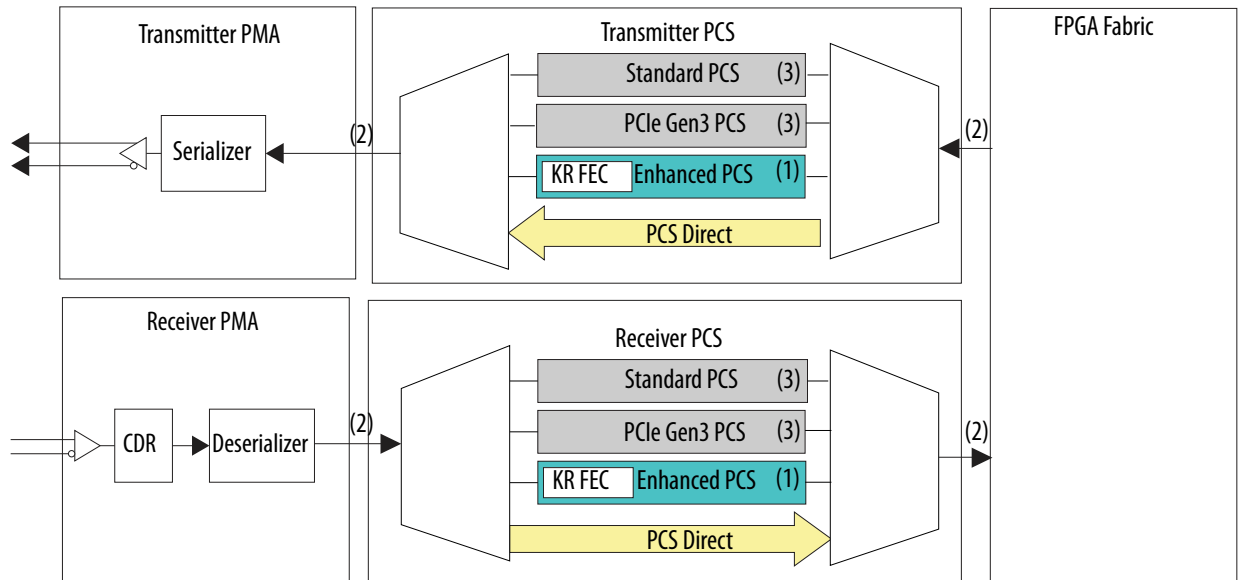 Transmitter PMA
Transmitter PCS
FPGA Fabric
Standard PCS (3)
PCIe Gen3 PCS (3)
(2)
Serializer
(2)
KR FEC Enhanced PCS (1)
PCS Direct
Receiver PMA
Receiver PCS
Standard PCS (3)
PCIe Gen3 PCS (3)
(2)
CDR
Deserializer
(2)
KR FEC Enhanced PCS (1)
PCS Direct